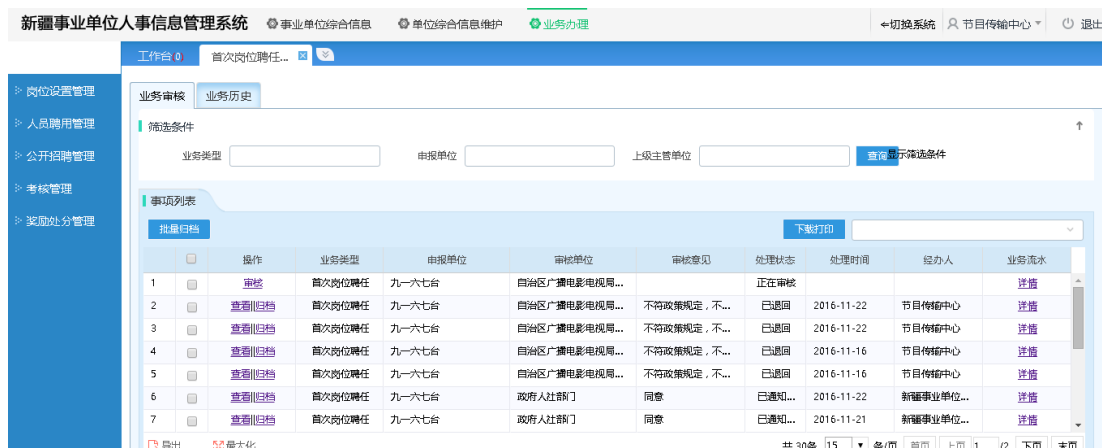 新疆事业单位人事信息管理系统 事业单位综合信息 单位综合信息维护 业务办理 切换系统 节目传输中心 退出
工作台(0) 首次岗位聘任...
岗位设置管理
人员聘用管理
公开招聘管理
考核管理
奖励处分管理
业务审核 业务历史
筛选条件
业务类型 申报单位 上级主管单位 查询 显示筛选条件
事项列表
批量归档 下载打印
操作 业务类型 申报单位 审核单位 审核意见 处理状态 处理时间 经办人 业务流水
1 审核 首次岗位聘任 九一六七台 自治区广播电影电视局... 正在审核 详情
2 查看||归档 首次岗位聘任 九一六七台 自治区广播电影电视局... 不符政策规定，不... 已退回 2016-11-22 节目传输中心 详情
3 查看||归档 首次岗位聘任 九一六七台 自治区广播电影电视局... 不符政策规定，不... 已退回 2016-11-22 节目传输中心 详情
4 查看||归档 首次岗位聘任 九一六七台 自治区广播电影电视局... 不符政策规定，不... 已退回 2016-11-16 节目传输中心 详情
5 查看||归档 首次岗位聘任 九一六七台 自治区广播电影电视局... 不符政策规定，不... 已退回 2016-11-16 节目传输中心 详情
6 查看||归档 首次岗位聘任 九一六七台 政府人社部门 同意 已通知... 2016-11-22 新疆事业单位... 详情
7 查看||归档 首次岗位聘任 九一六七台 政府人社部门 同意 已通知... 2016-11-21 新疆事业单位... 详情
导出 最大化 共 30条 15 条/页 首页 上页 1 /2 下页 末页